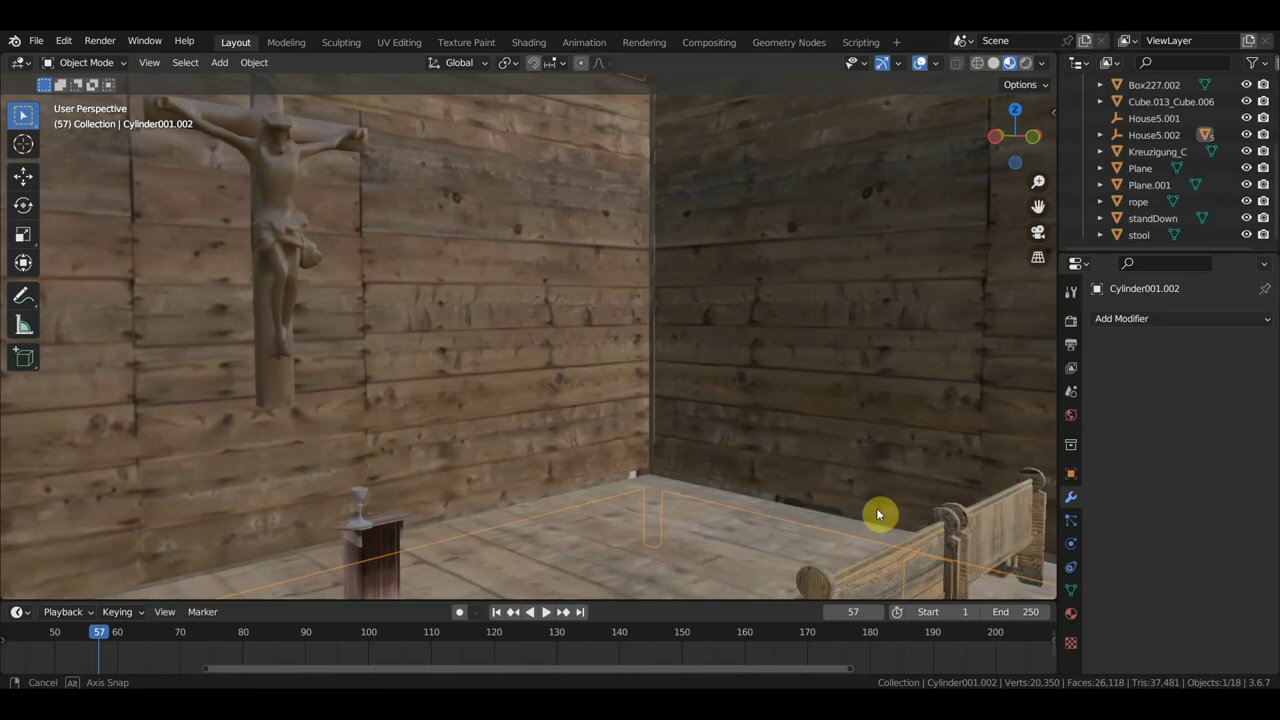 File Edit Render Window Help Layout Modeling Sculpting UV Editing Texture Paint Shading Animation Rendering Compositing Geometry Nodes Scripting + Scene ViewLayer
Object Mode View Select Add Object Global
Options
User Perspective
(57) Collection | Cylinder001.002
Z
Box227.002
Cube.013_Cube.006
House5.001
House5.002 5
Kreuzigung_C
Plane
Plane.001
rope
standDown
stool
Cylinder001.002
Add Modifier
Playback Keying View Marker 57 Start 1 End 250
50 57 60 70 80 90 100 110 120 130 140 150 160 170 180 190 200
Cancel Alt Axis Snap Collection | Cylinder001.002 | Verts:20,350 | Faces:26,118 | Tris:37,481 | Objects:1/18 | 3.6.7